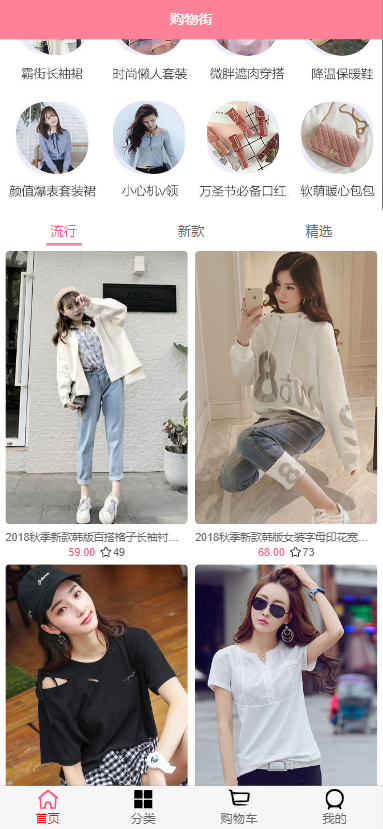 购物街
霸街长袖裙 时尚懒人套装 微胖遮肉穿搭 降温保暖鞋
颜值爆表套装裙 小心机v领 万圣节必备口红 软萌暖心包包
流行 新款 精选
2018秋季新款韩版百搭格子长袖衬... 2018秋季新款韩版女装字母印花宽...
59.00 49 68.00 73
首页 分类 购物车 我的